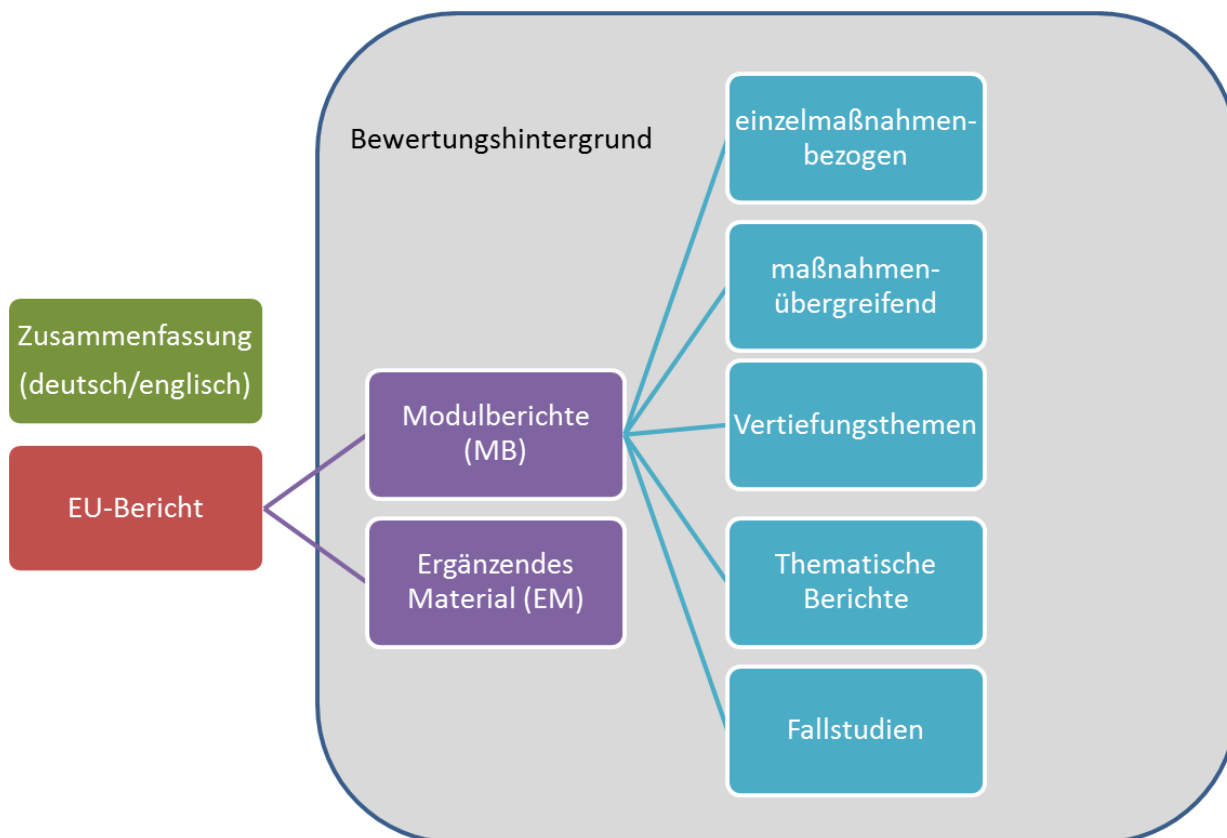 Bewertungshintergrund
Zusammenfassung
(deutsch/englisch)
EU-Bericht
Modulberichte
(MB)
Ergänzendes
Material (EM)
einzelmaßnahmen-
bezogen
maßnahmen-
übergreifend
Vertiefungsthemen
Thematische
Berichte
Fallstudien